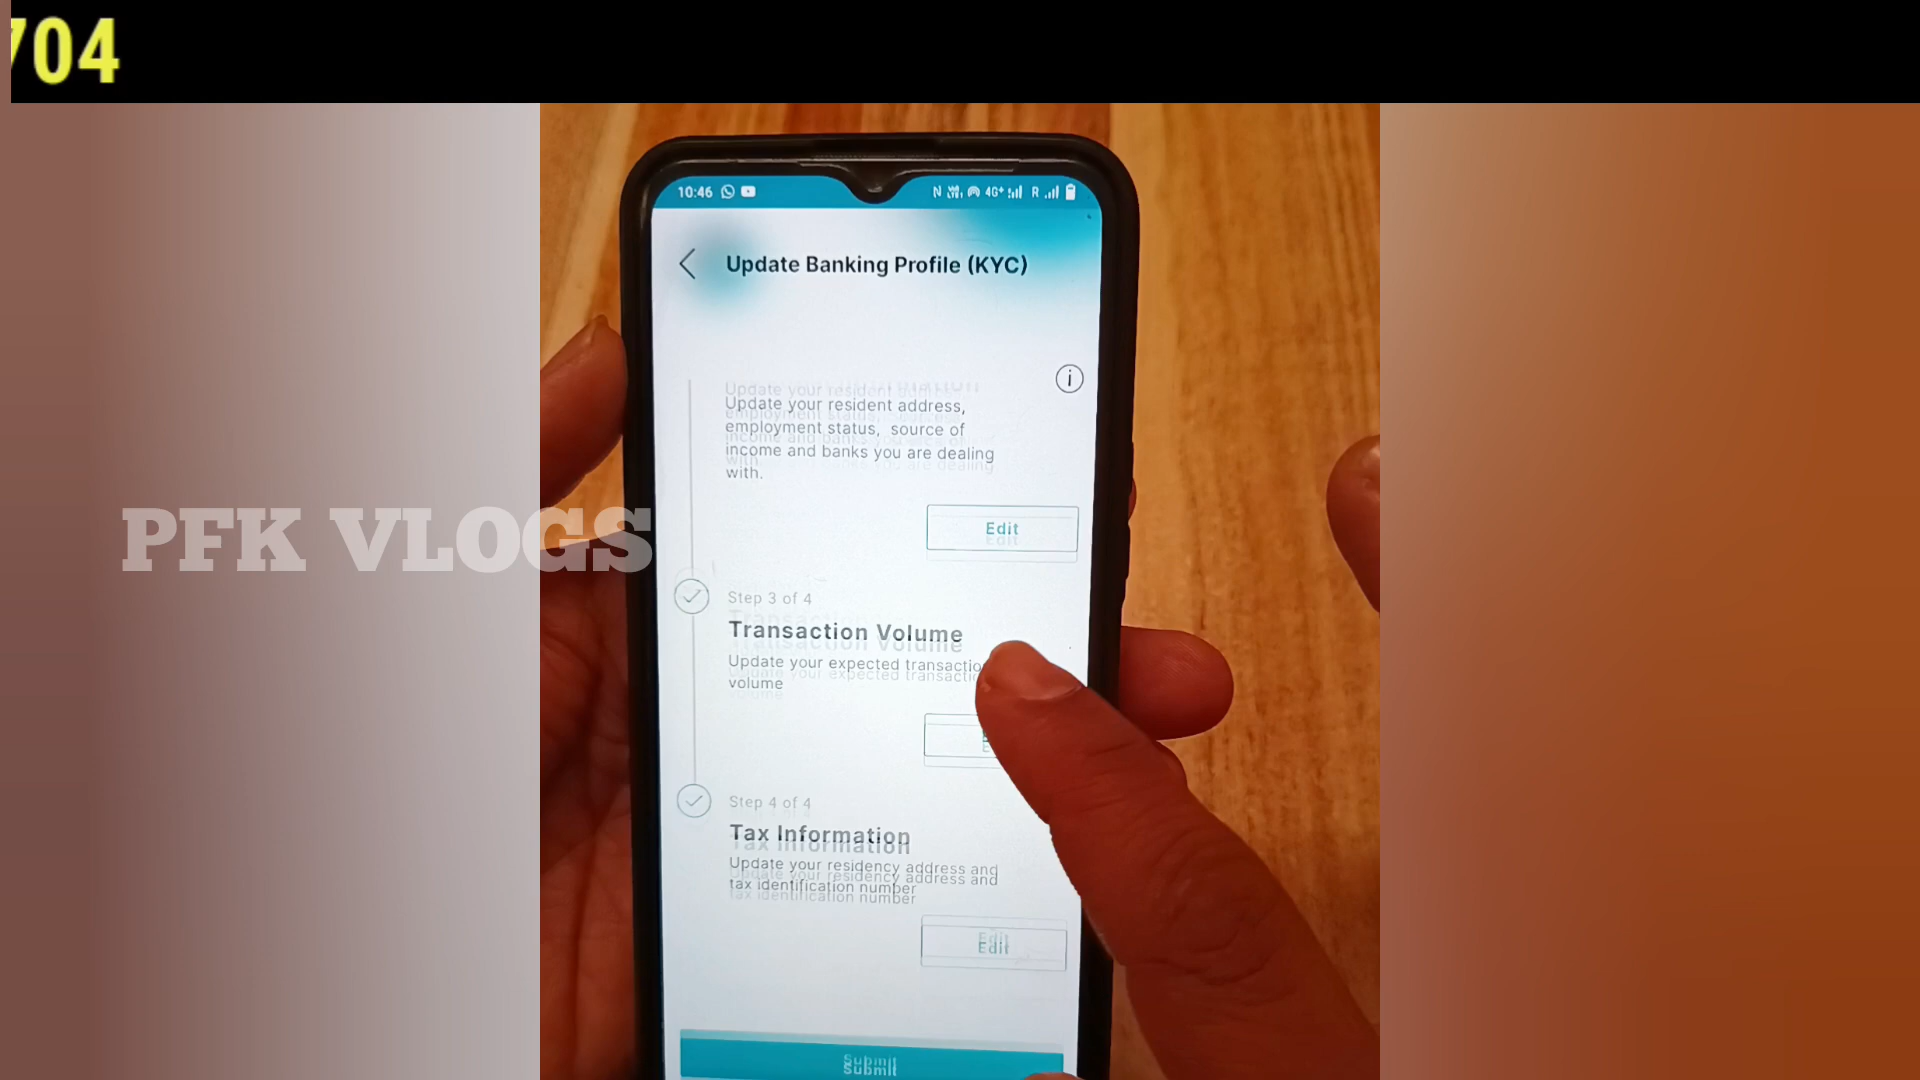 704
10:46 N 4G+ R
Update Banking Profile (KYC)
Update your resident address,
employment status, source of
income and banks you are dealing
with.
Edit
PFK VLOGS
Step 3 of 4
Transaction Volume
Update your expected
volume
Step 4 of 4
Tax Information
Update your residency address and
tax identification number
Edit
Submit